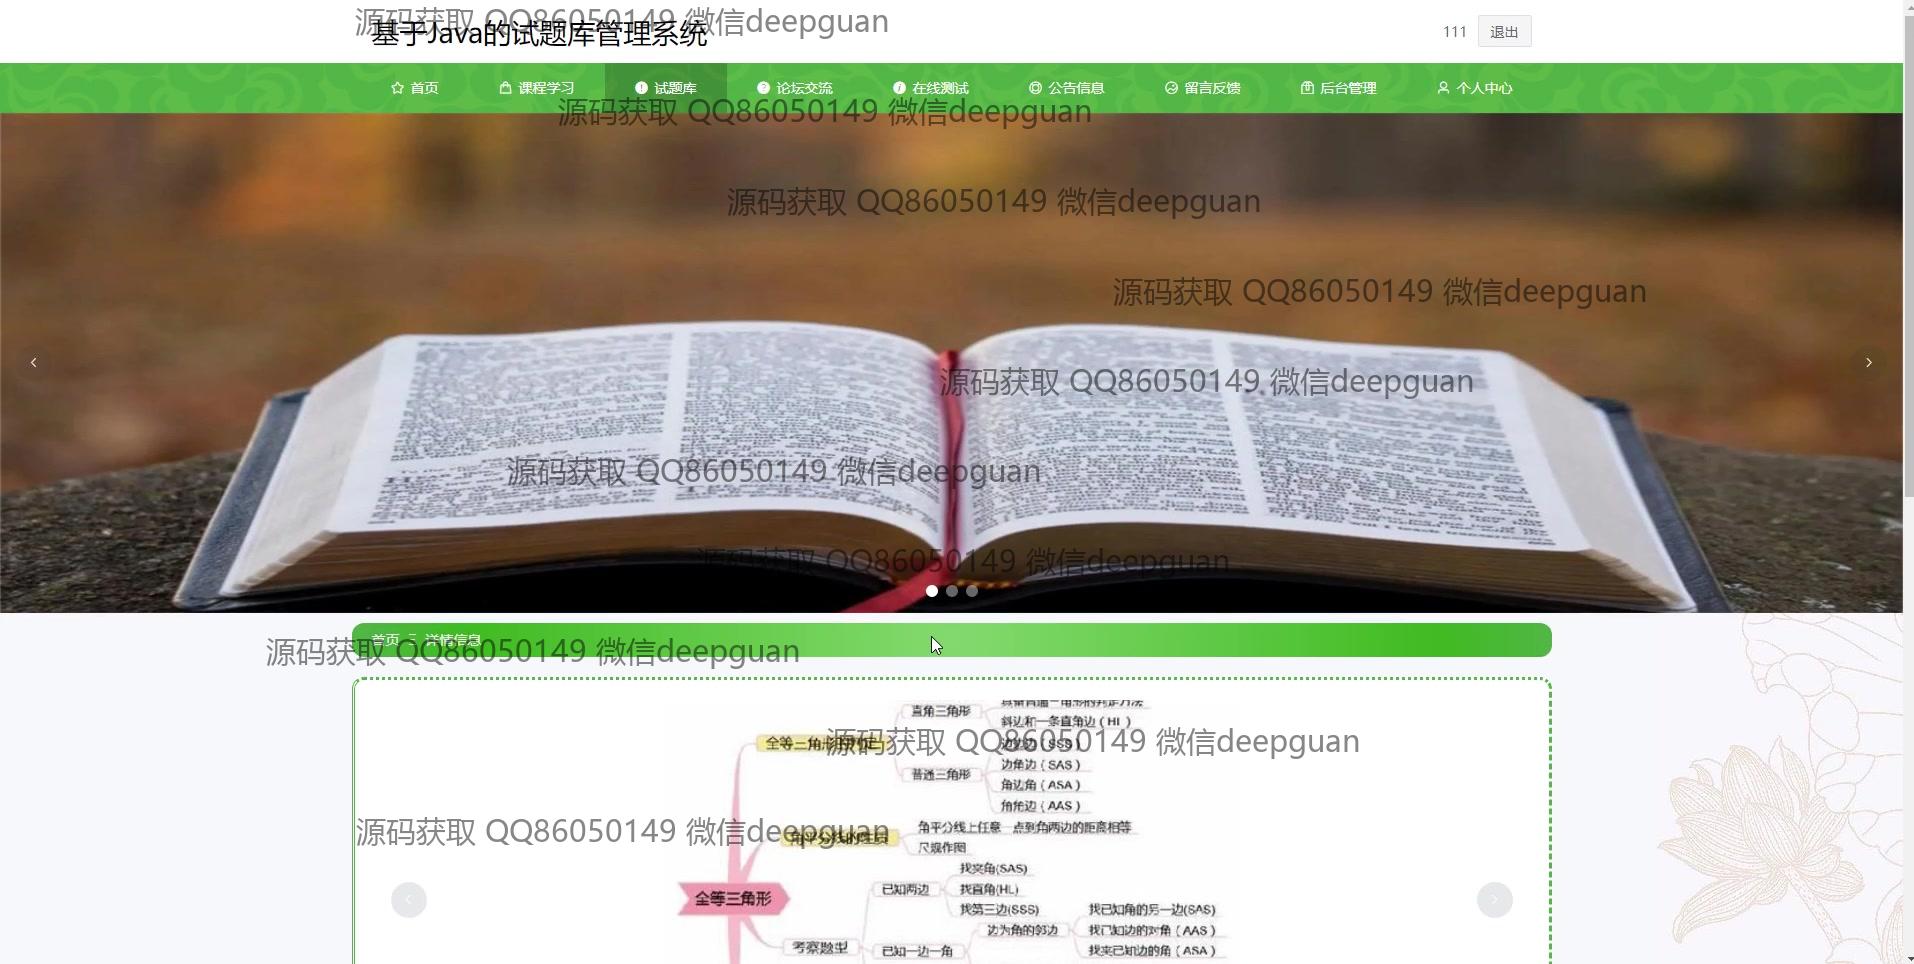 源码获取 QQ86050149 微信deepguan
基于Java的试题库管理系统
111
退出
首页
课程学习
试题库
论坛交流
在线测试
公告信息
留言反馈
后台管理
个人中心
源码获取 QQ86050149 微信deepguan
源码获取 QQ86050149 微信deepguan
源码获取 QQ86050149 微信deepguan
源码获取 QQ86050149 微信deepguan
源码获取 QQ86050149 微信deepguan
源码获取 QQ86050149 微信deepguan
首页
详情信息
源码获取 QQ86050149 微信deepguan
直角三角形
斜边和一条直角边（HL）
全等三角形的判定
源码获取 QQ86050149 微信deepguan
边边边（SSS）
边角边（SAS）
普通三角形
角边角（ASA）
角角边（AAS）
角平分线上任意一点到角两边的距离相等
源码获取 QQ86050149 微信deepguan
角平分线的性质
尺规作图
找夹角(SAS)
已知两边
找直角(HL)
全等三角形
找第三边(SSS)
找已知角的另一边(SAS)
边为角的邻边
找已知边的对角（AAS）
考察题型
已知一边一角
找夹已知边的角（ASA）